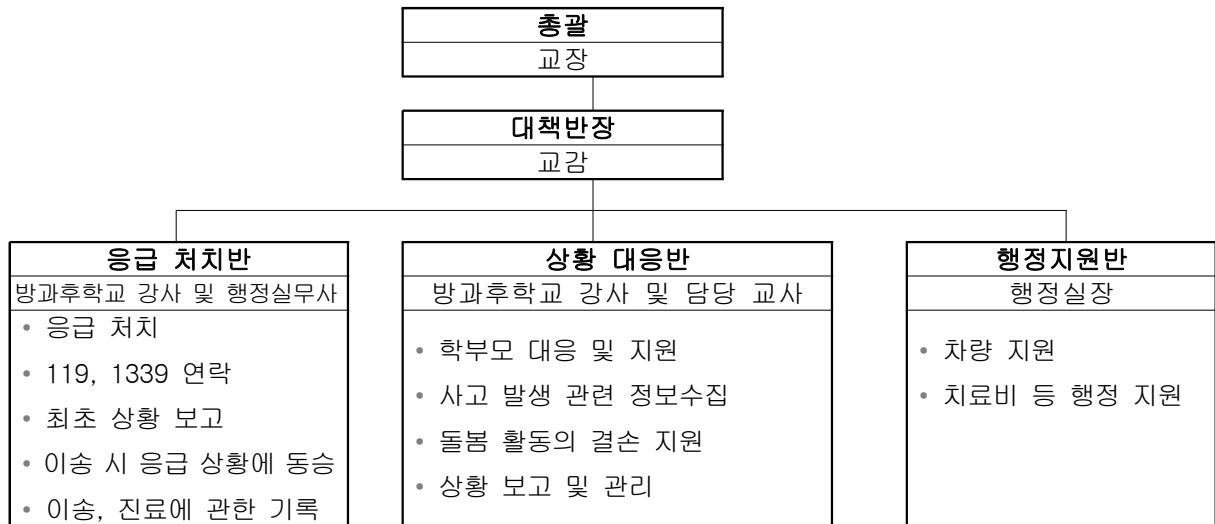 총괄
교장
대책반장
교감
응급 처치반
방과후학교 강사 및 행정실무사
• 응급 처치
• 119, 1339 연락
• 최초 상황 보고
• 이송 시 응급 상황에 동승
• 이송, 진료에 관한 기록
상황 대응반
방과후학교 강사 및 담당 교사
• 학부모 대응 및 지원
• 사고 발생 관련 정보수집
• 돌봄 활동의 결손 지원
• 상황 보고 및 관리
행정지원반
행정실장
• 차량 지원
• 치료비 등 행정 지원